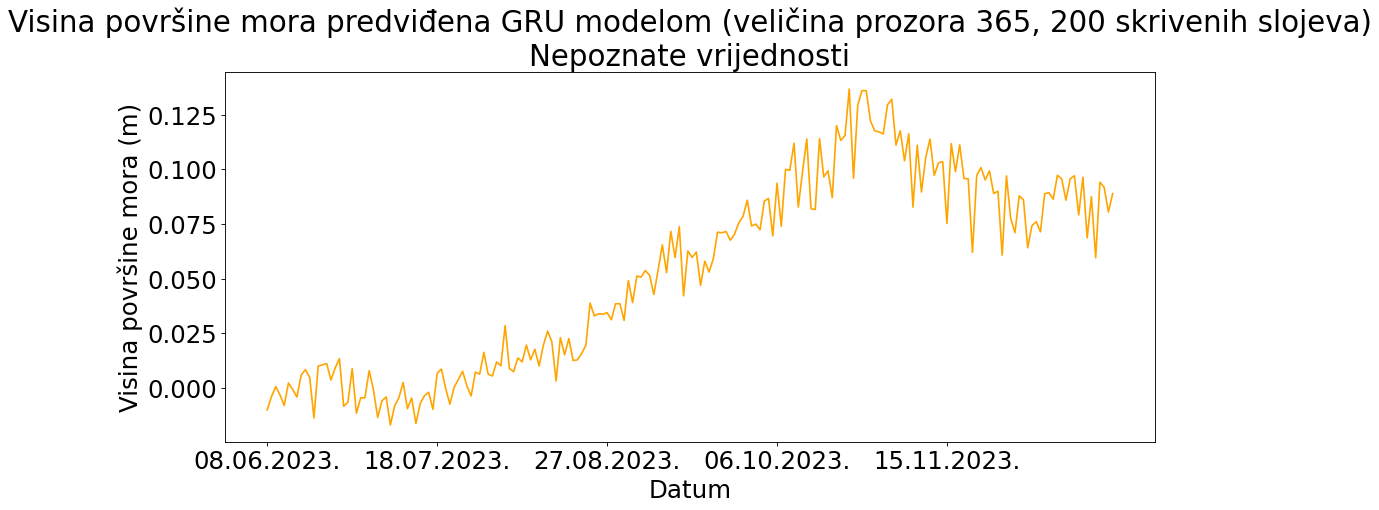 Visina površine mora predviđena GRU modelom (veličina prozora 365, 200 skrivenih slojeva)
Nepoznate vrijednosti
Visina površine mora (m)
0.125
0.100
0.075
0.050
0.025
0.000
08.06.2023. 18.07.2023. 27.08.2023. 06.10.2023. 15.11.2023.
Datum